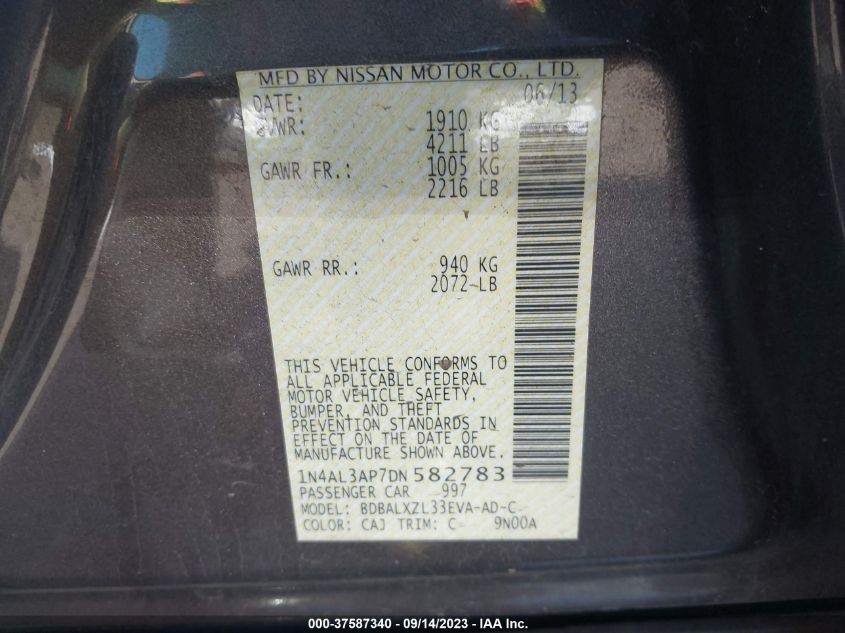 MFD BY NISSAN MOTOR CO., LTD.
DATE: 06/13
GVWR: 1910 KG
4211 LB
GAWR FR.: 1005 KG
2216 LB
GAWR RR.: 940 KG
2072 LB
THIS VEHICLE CONFORMS TO
ALL APPLICABLE FEDERAL
MOTOR VEHICLE SAFETY,
BUMPER, AND THEFT
PREVENTION STANDARDS IN
EFFECT ON THE DATE OF
MANUFACTURE SHOWN ABOVE.
1N4AL3AP7DN582783
PASSENGER CAR 997
MODEL: BDBALXZL33EVA-AD-C
COLOR: CAJ TRIM: C 9N00A
000-37587340 - 09/14/2023 - IAA Inc.